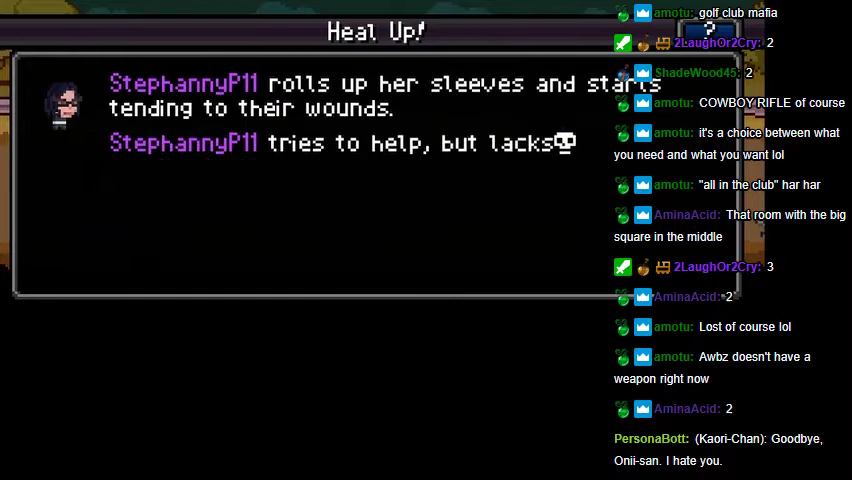 Heal Up!
?
StephannyP11 rolls up her sleeves and starts
tending to their wounds.
StephannyP11 tries to help, but lacks
amotu: golf club mafia
2LaughOr2Cry: 2
ShadeWood45: 2
amotu: COWBOY RIFLE of course
amotu: it's a choice between what
you need and what you want lol
amotu: "all in the club" har har
AminaAcid: That room with the big
square in the middle
2LaughOr2Cry: 3
AminaAcid: 2
amotu: Lost of course lol
amotu: Awbz doesn't have a
weapon right now
AminaAcid: 2
PersonaBott: (Kaori-Chan): Goodbye,
Onii-san. I hate you.